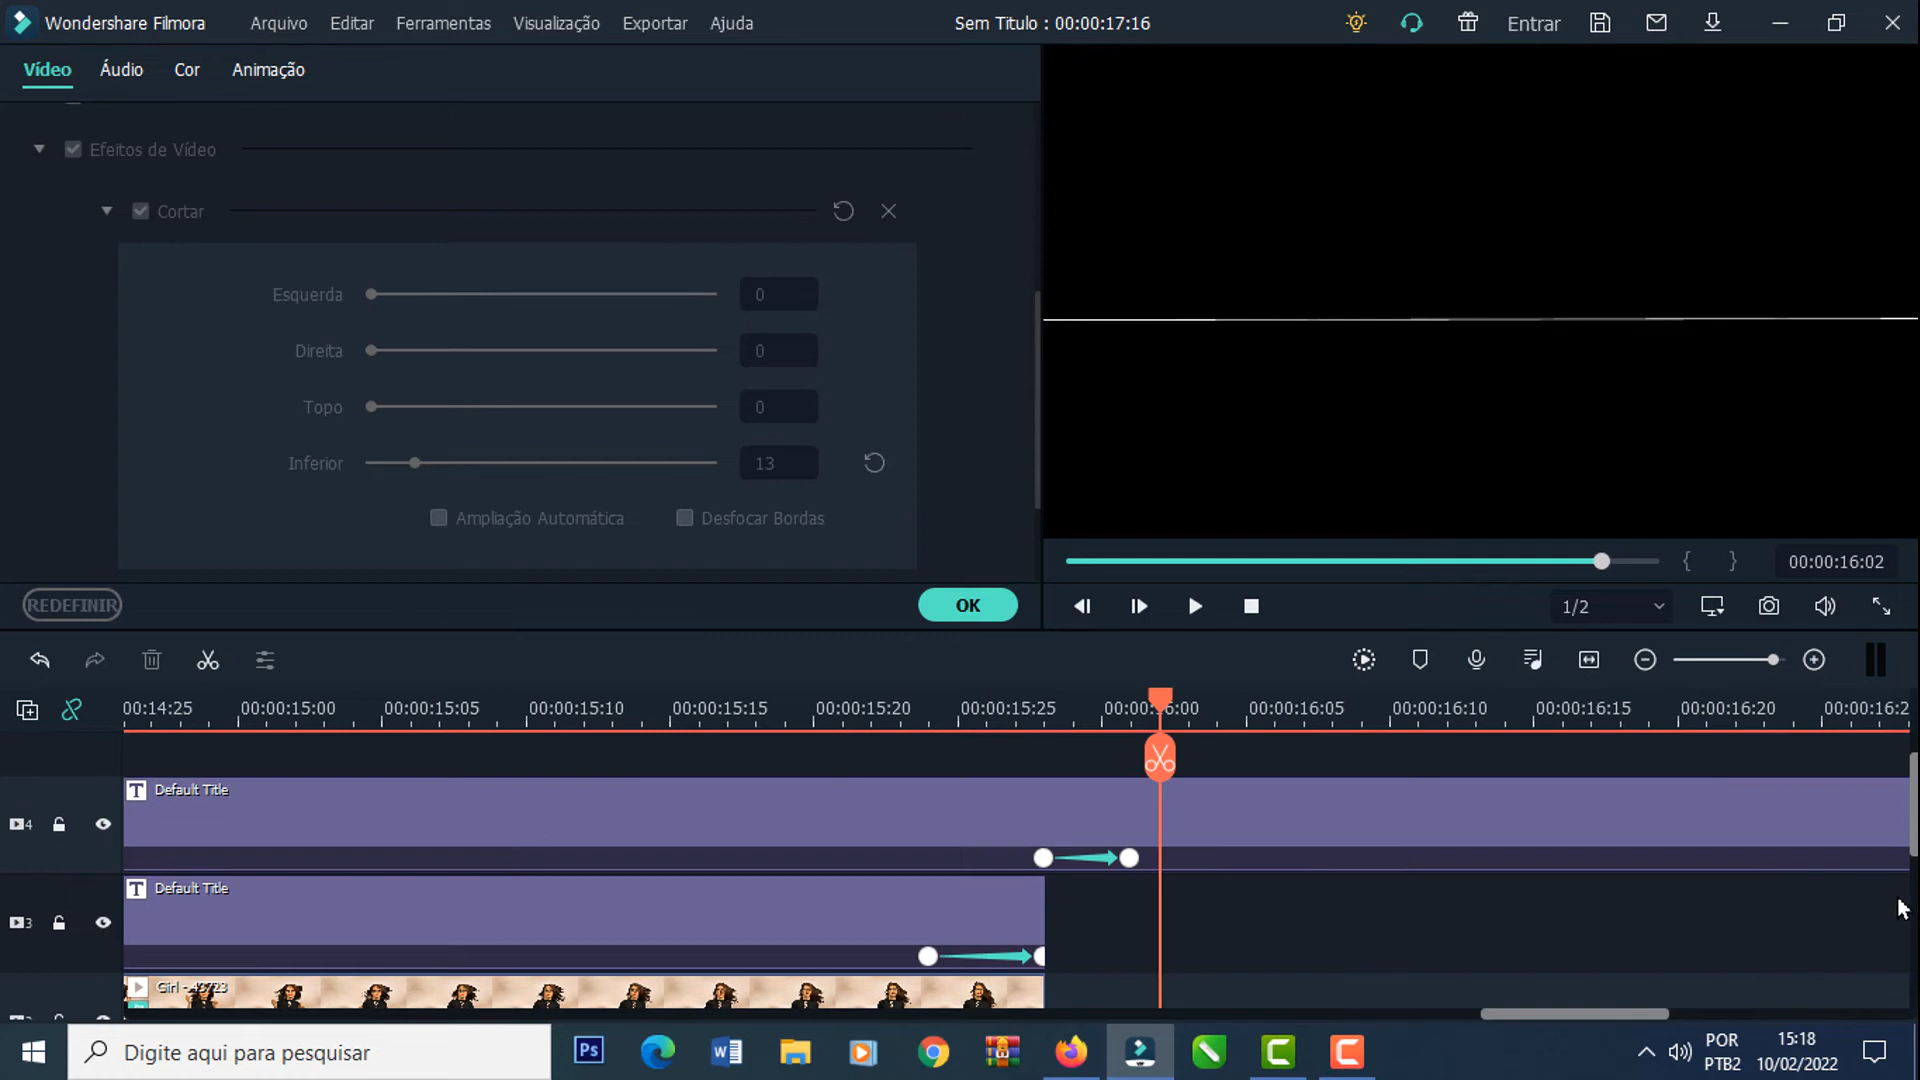 Wondershare Filmora Arquivo Editar Ferramentas Visualização Exportar Ajuda Sem Titulo : 00:00:17:16 Entrar
Vídeo Áudio Cor Animação
Efeitos de Vídeo
Cortar
Esquerda 0
Direita 0
Topo 0
Inferior 13
Ampliação Automática Desfocar Bordas
{ } 00:00:16:02
REDEFINIR OK 1/2
00:14:25 00:00:15:00 00:00:15:05 00:00:15:10 00:00:15:15 00:00:15:20 00:00:15:25 00:00:16:00 00:00:16:05 00:00:16:10 00:00:16:15 00:00:16:20 00:00:16:2
T Default Title
4
T Default Title
3
Girl - 43723
Digite aqui para pesquisar Ps POR 15:18
PTB2 10/02/2022